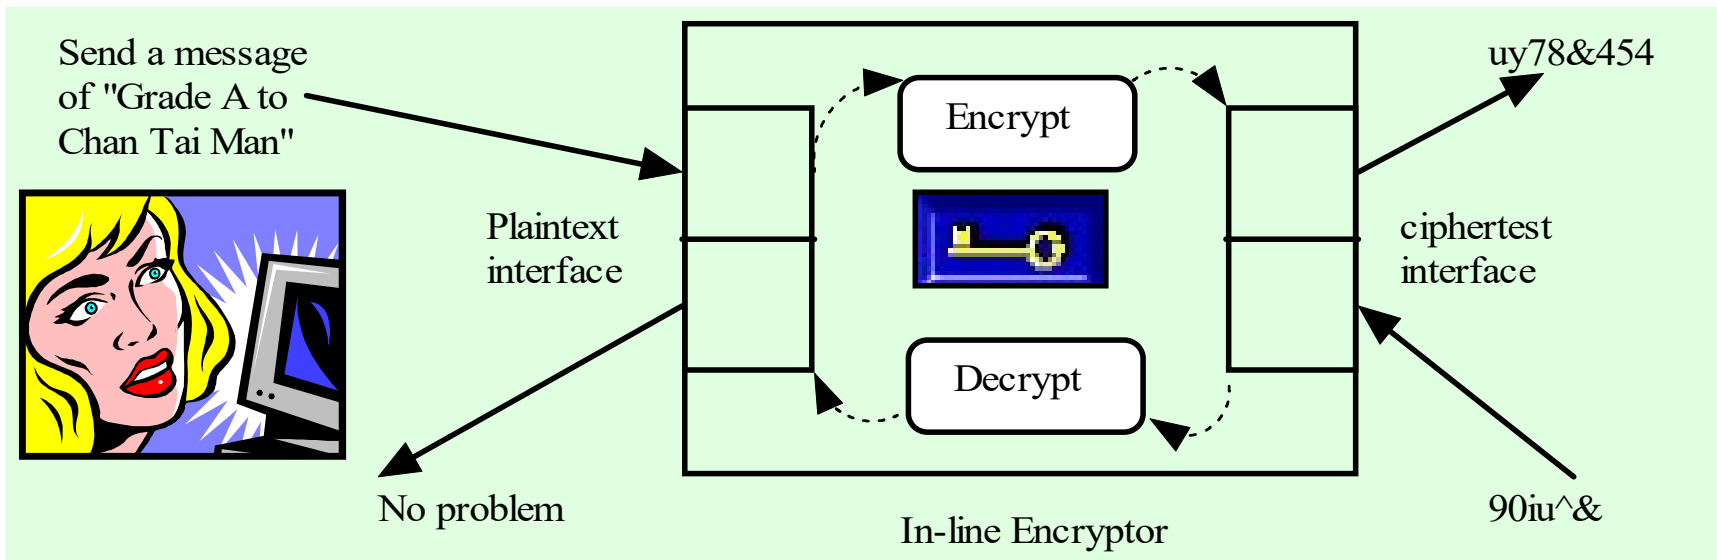 Send a message
of "Grade A to
Chan Tai Man"
Plaintext
interface
Encrypt
Decrypt
uy78&454
ciphertest
interface
No problem
90iu^&
In-line Encryptor